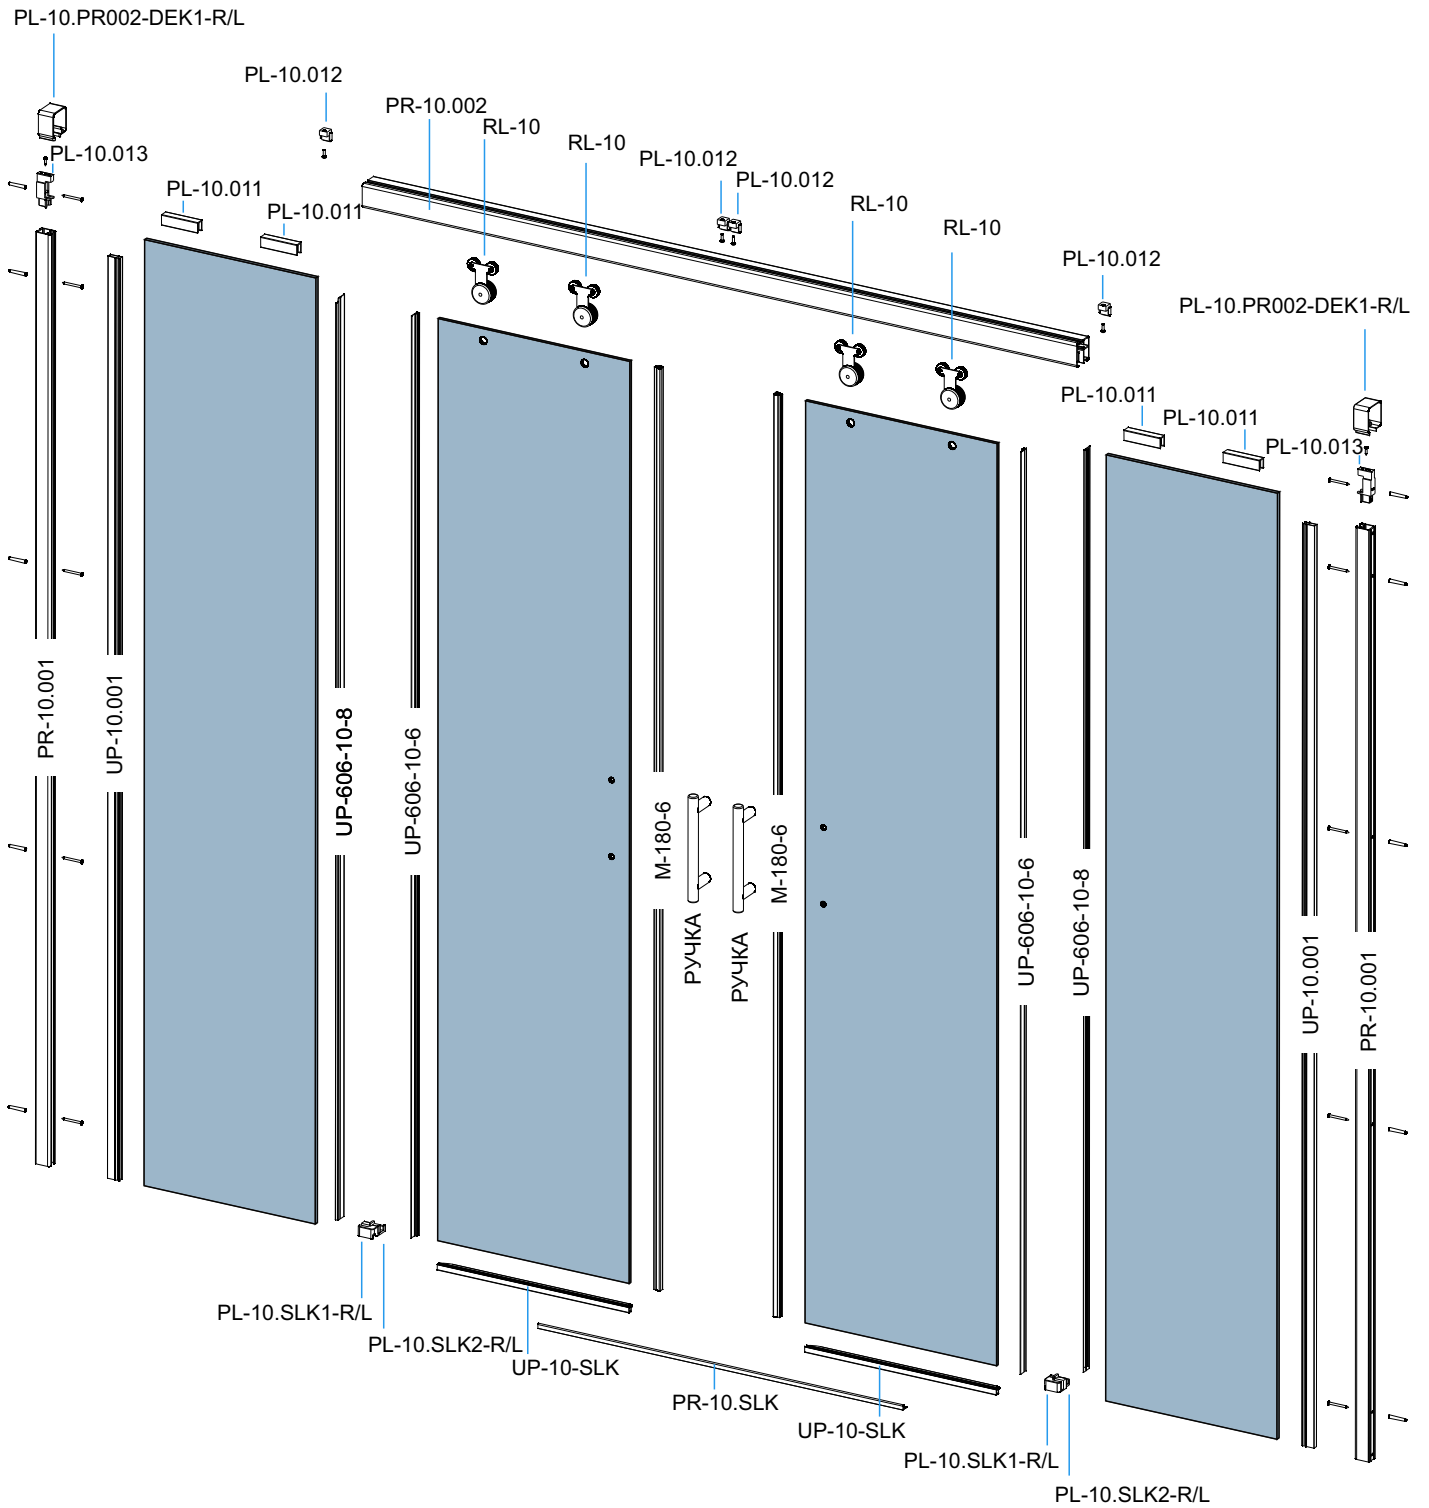 PL-10.PR002-DEK1-R/L
PL-10.012
PR-10.002
RL-10
RL-10
PL-10.013
PL-10.012
PL-10.012
PL-10.011
PL-10.011
RL-10
RL-10
PL-10.012
PL-10.PR002-DEK1-R/L
PL-10.011
PL-10.011
PL-10.013
PR-10.001
UP-10.001
UP-606-10-8
UP-606-10-6
M-180-6
РУЧКА
РУЧКА
M-180-6
UP-606-10-6
UP-606-10-8
UP-10.001
PR-10.001
PL-10.SLK1-R/L
PL-10.SLK2-R/L
UP-10-SLK
PR-10.SLK
UP-10-SLK
PL-10.SLK1-R/L
PL-10.SLK2-R/L